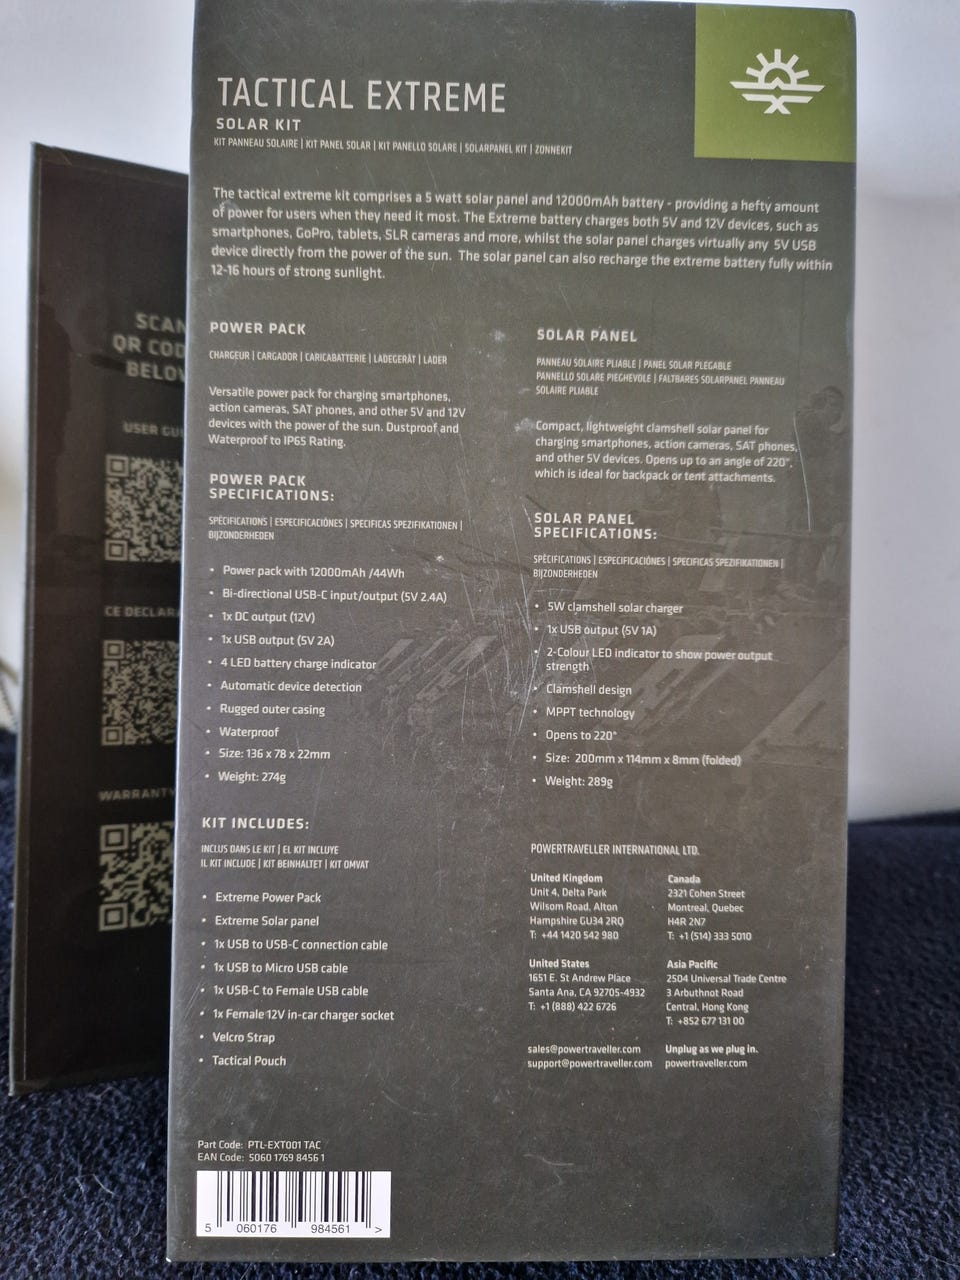 TACTICAL EXTREME
SOLAR KIT
KIT PANNEAU SOLAIRE | KIT PANEL SOLAR | KIT PANELLO SOLARE | SOLARPANEL KIT | ZONNEKIT
The tactical extreme kit comprises a 5 watt solar panel and 12000mAh battery - providing a hefty amount
of power for users when they need it most. The Extreme battery charges both 5V and 12V devices, such as
smartphones, GoPro, tablets, SLR cameras and more, whilst the solar panel charges virtually any 5V USB
device directly from the power of the sun. The solar panel can also recharge the extreme battery fully within
12-16 hours of strong sunlight.
POWER PACK
CHARGEUR | CARGADOR | CARICABATTERIE | LADEGERÄT | LADER
Versatile power pack for charging smartphones,
action cameras, SAT phones, and other 5V and 12V
devices with the power of the sun. Dustproof and
Waterproof to IP65 Rating.
POWER PACK
SPECIFICATIONS:
SPÉCIFICATIONS | ESPECIFICACIÓNES | SPECIFICAS SPEZIFIKATIONEN |
BIJZONDERHEDEN
• Power pack with 12000mAh /44Wh
• Bi-directional USB-C input/output (5V 2.4A)
• 1x DC output (12V)
• 1x USB output (5V 2A)
• 4 LED battery charge indicator
• Automatic device detection
• Rugged outer casing
• Waterproof
• Size: 136 x 78 x 22mm
• Weight: 274g
KIT INCLUDES:
INCLUS DANS LE KIT | EL KIT INCLUYE
IL KIT INCLUDE | KIT BEINHALTET | KIT OMVAT
• Extreme Power Pack
• Extreme Solar panel
• 1x USB to USB-C connection cable
• 1x USB to Micro USB cable
• 1x USB-C to Female USB cable
• 1x Female 12V in-car charger socket
• Velcro Strap
• Tactical Pouch
Part Code: PTL-EXT001 TAC
EAN Code: 5060 1769 8456 1
5 060176 984561 >
SOLAR PANEL
PANNEAU SOLAIRE PLIABLE | PANEL SOLAR PLEGABLE
PANNELLO SOLARE PIEGHEVOLE | FALTBARES SOLARPANEL PANNEAU
SOLAIRE PLIABLE
Compact, lightweight clamshell solar panel for
charging smartphones, action cameras, SAT phones,
and other 5V devices. Opens up to an angle of 220°,
which is ideal for backpack or tent attachments.
SOLAR PANEL
SPECIFICATIONS:
SPÉCIFICATIONS | ESPECIFICACIÓNES | SPECIFICAS SPEZIFIKATIONEN |
BIJZONDERHEDEN
• 5W clamshell solar charger
• 1x USB output (5V 1A)
• 2-Colour LED indicator to show power output
strength
• Clamshell design
• MPPT technology
• Opens to 220°
• Size: 200mm x 114mm x 8mm (folded)
• Weight: 289g
POWERTRAVELLER INTERNATIONAL LTD.
United Kingdom
Unit 4, Delta Park
Wilsom Road, Alton
Hampshire GU34 2RQ
T: +44 1420 542 980
Canada
2321 Cohen Street
Montreal, Quebec
H4R 2N7
T: +1 (514) 333 5010
United States
1651 E. St Andrew Place
Santa Ana, CA 92705-4932
T: +1 (888) 422 6726
Asia Pacific
2504 Universal Trade Centre
3 Arbuthnot Road
Central, Hong Kong
T: +852 677 131 00
sales@powertraveller.com
support@powertraveller.com
Unplug as we plug in.
powertraveller.com
SCAN
QR COD
BELOW
USER GUI
CE DECLARA
WARRANTY